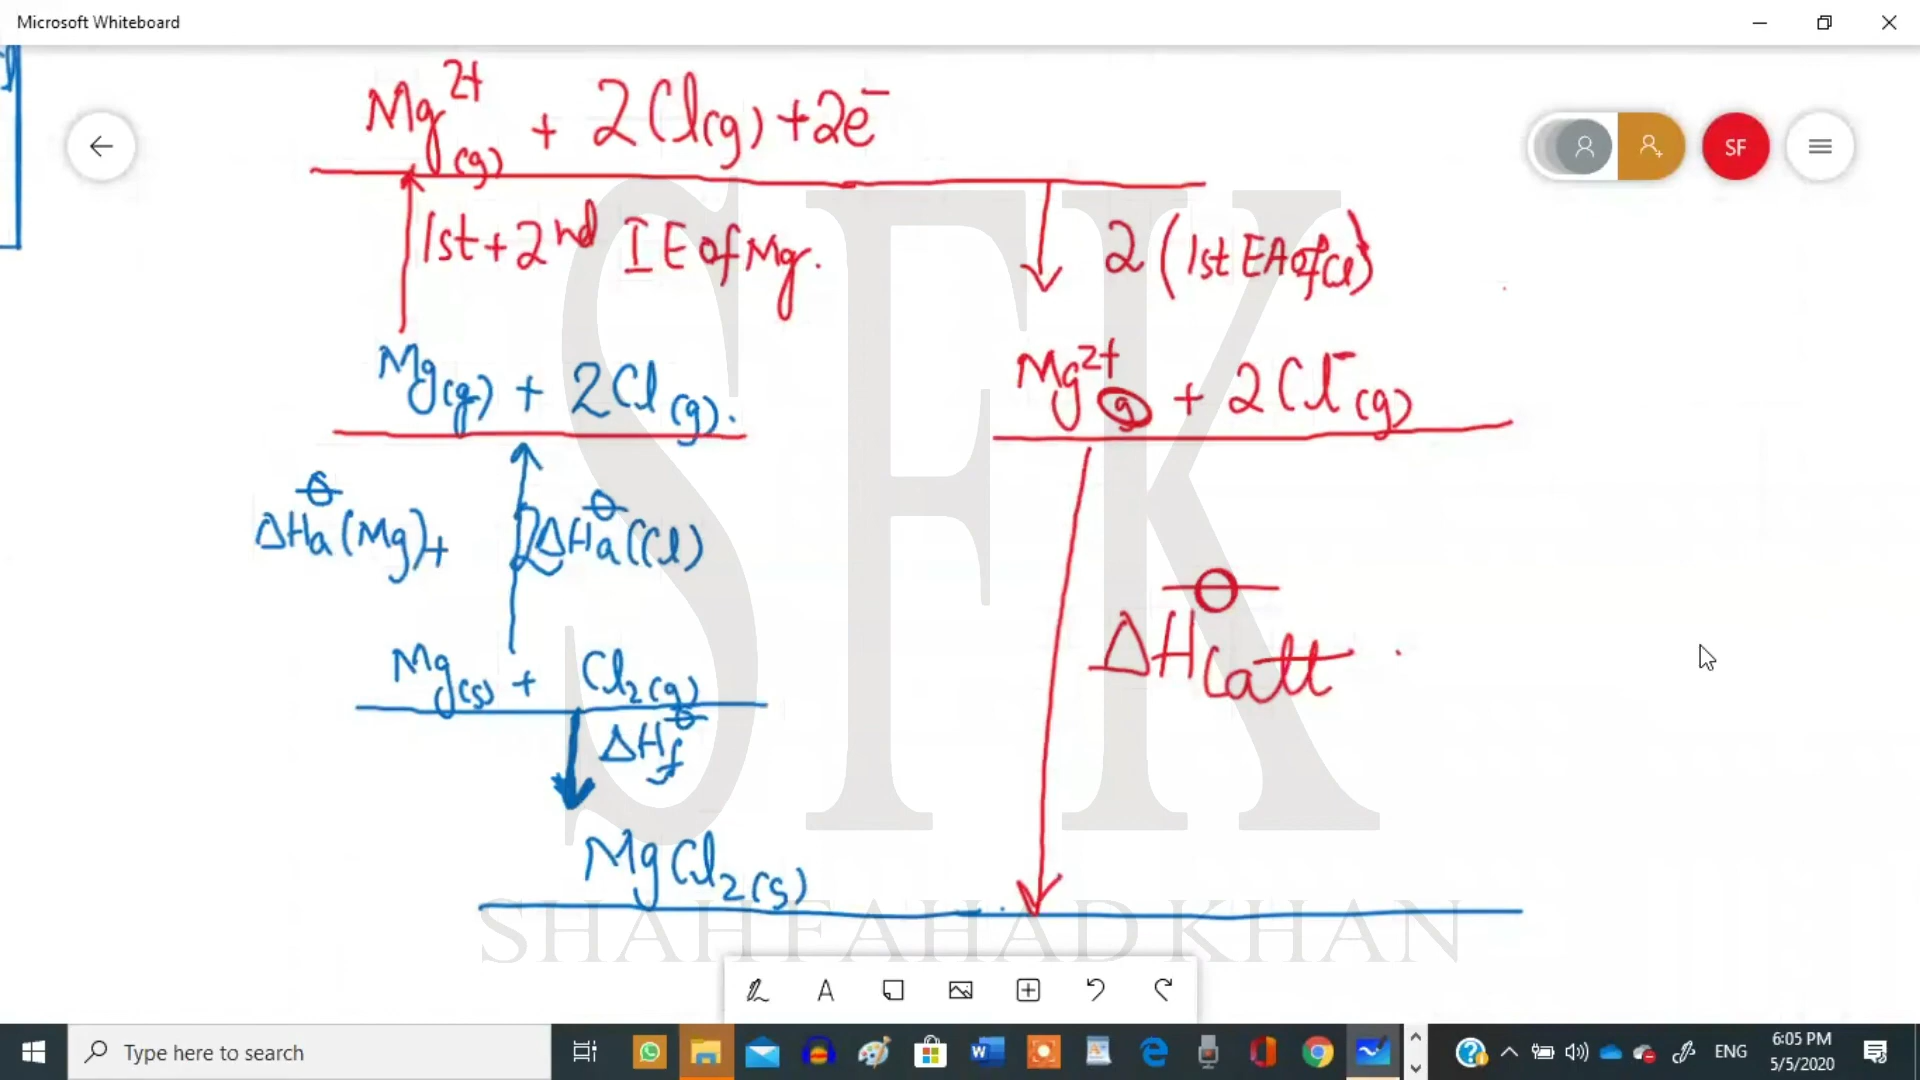 Microsoft Whiteboard
Mg²⁺(g) + 2Cl(g) + 2e⁻
SF
1st + 2nd IE of Mg.
2 (1st EA of Cl)
Mg(g) + 2Cl(g).
Mg²⁺(g) + 2Cl⁻(g)
ΔHa⦵(Mg) + 2ΔHa⦵(Cl)
ΔH⦵Latt
Mg(s) + Cl₂(g)
ΔHf⦵
MgCl₂(s)
SFK
SHAH FAHAD KHAN
Type here to search
ENG
6:05 PM
5/5/2020